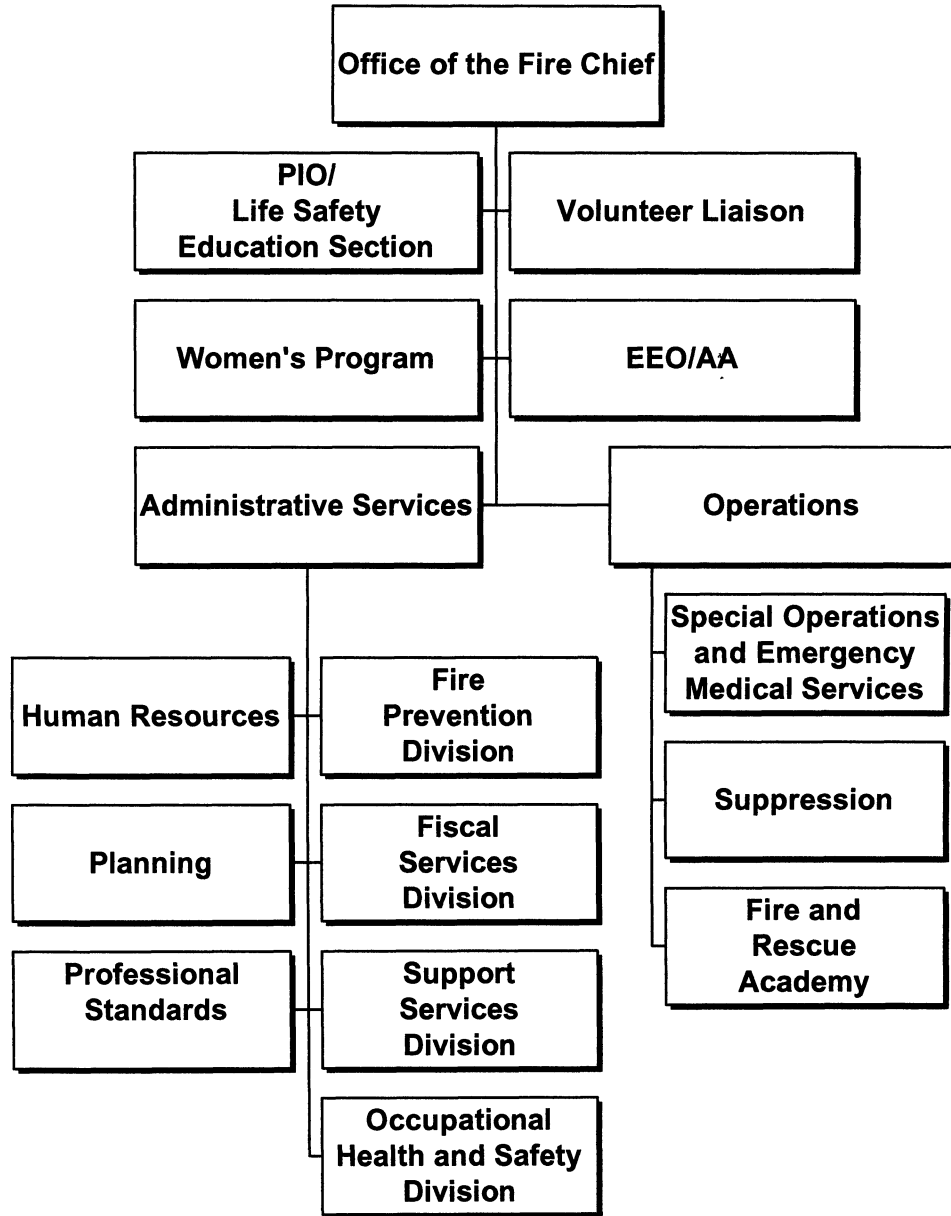 Office of the Fire Chief
PIO/
Life Safety
Education Section
Volunteer Liaison
Women's Program
EEO/AA
Administrative Services
Operations
Special Operations
and Emergency
Medical Services
Human Resources
Fire
Prevention
Division
Suppression
Planning
Fiscal
Services
Division
Fire and
Rescue
Academy
Professional
Standards
Support
Services
Division
Occupational
Health and Safety
Division